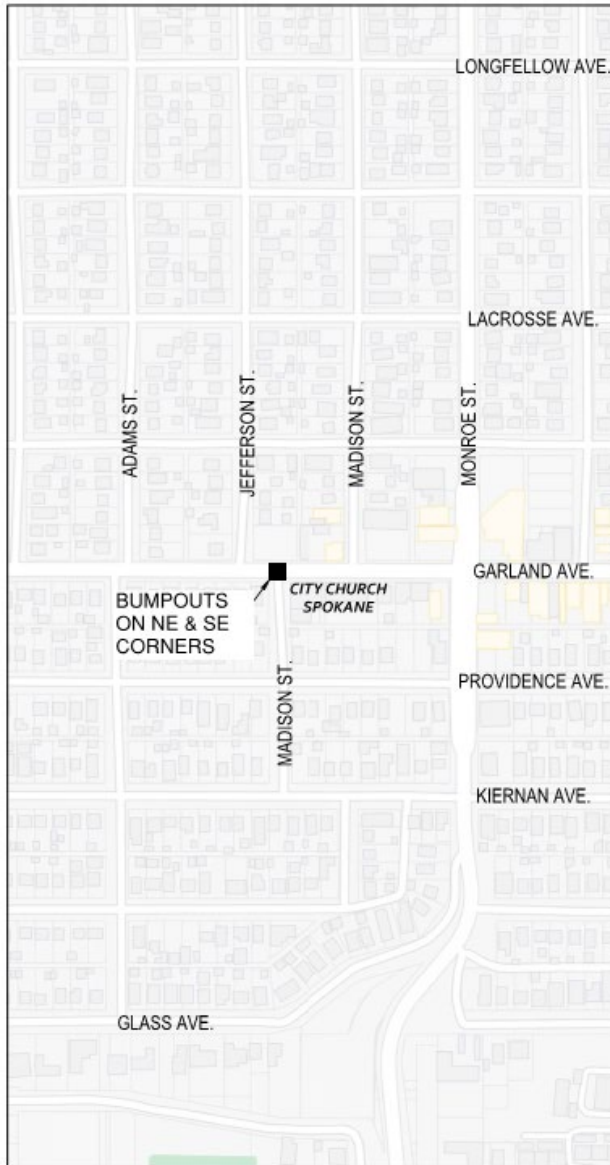 LONGFELLOW AVE.
LACROSSE AVE.
ADAMS ST.
JEFFERSON ST.
MADISON ST.
MONROE ST.
GARLAND AVE.
CITY CHURCH
SPOKANE
BUMPOUTS
ON NE & SE
CORNERS
MADISON ST.
PROVIDENCE AVE.
KIERNAN AVE.
GLASS AVE.